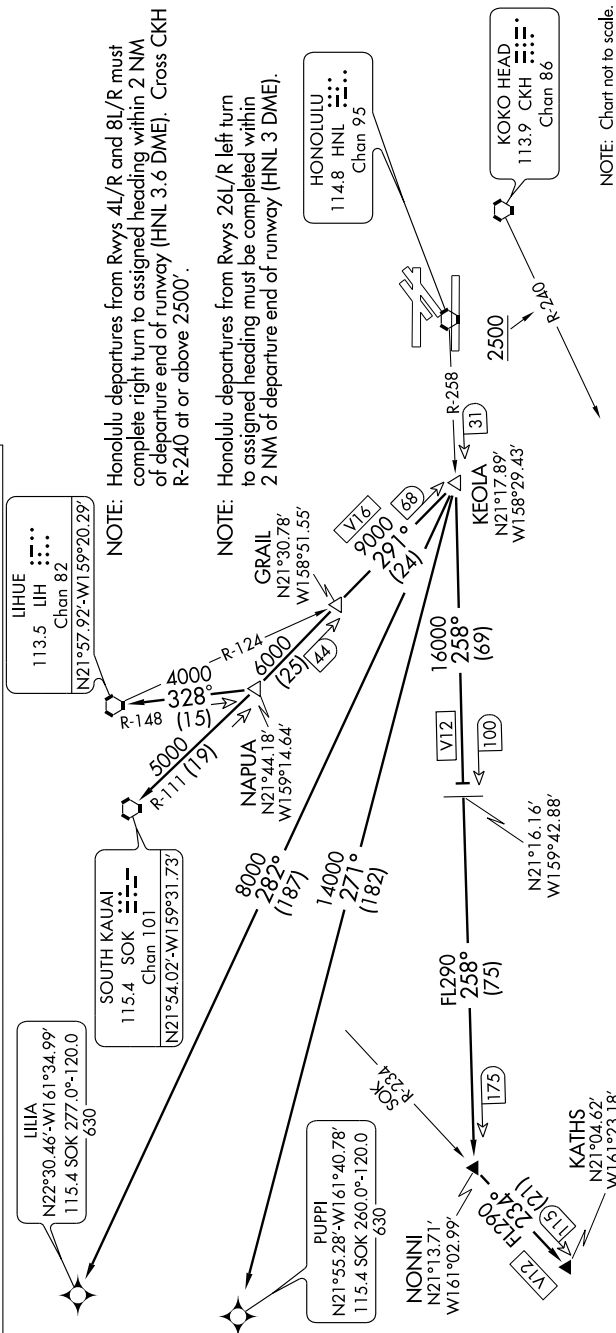 LIHUE
113.5 LIH
Chan 82
N21°57.92'-W159°20.29'
NOTE: Honolulu departures from Rwys 4L/R and 8L/R must
complete right turn to assigned heading within 2 NM
of departure end of runway (HNL 3.6 DME). Cross CKH
R-240 at or above 2500'.
NOTE: Honolulu departures from Rwys 26L/R left turn
to assigned heading must be completed within
2 NM of departure end of runway (HNL 3 DME).
SOUTH KAUAI
115.4 SOK
Chan 101
N21°54.02'-W159°31.73'
LILIA
N22°30.46'-W161°34.99'
115.4 SOK 277.0°-120.0
630
PUPPI
N21°55.28'-W161°40.78'
115.4 SOK 260.0°-120.0
630
HONOLULU
114.8 HNL
Chan 95
KOKO HEAD
113.9 CKH
Chan 86
R-148
4000
328°
(15)
R-124
5000
R-111 (19)
6000
(25)
44
NAPUA
N21°44.18'
W159°14.64'
GRAIL
N21°30.78'
W158°51.55'
V16
9000
291°
(24)
68
8000
282°
(187)
14000
271°
(182)
R-258
31
KEOLA
N21°17.89'
W158°29.43'
2500
R-240
16000
258°
(69)
V12
100
N21°16.16'
W159°42.88'
FL290
258°
(75)
175
SOK
R-234
NONNI
N21°13.71'
W161°02.99'
FL290
234°
(21)
115
V12
KATHS
N21°04.62'
W161°23.18'
NOTE: Chart not to scale.